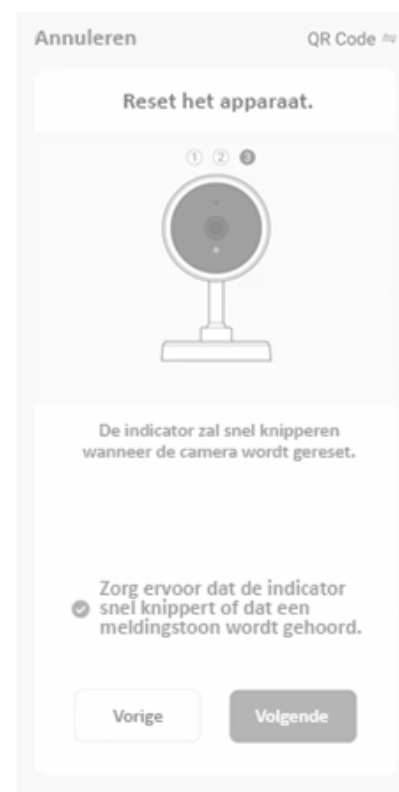 Annuleren QR Code
Reset het apparaat.
1 2 3
De indicator zal snel knipperen
wanneer de camera wordt gereset.
Zorg ervoor dat de indicator
snel knippert of dat een
meldingstoon wordt gehoord.
Vorige Volgende